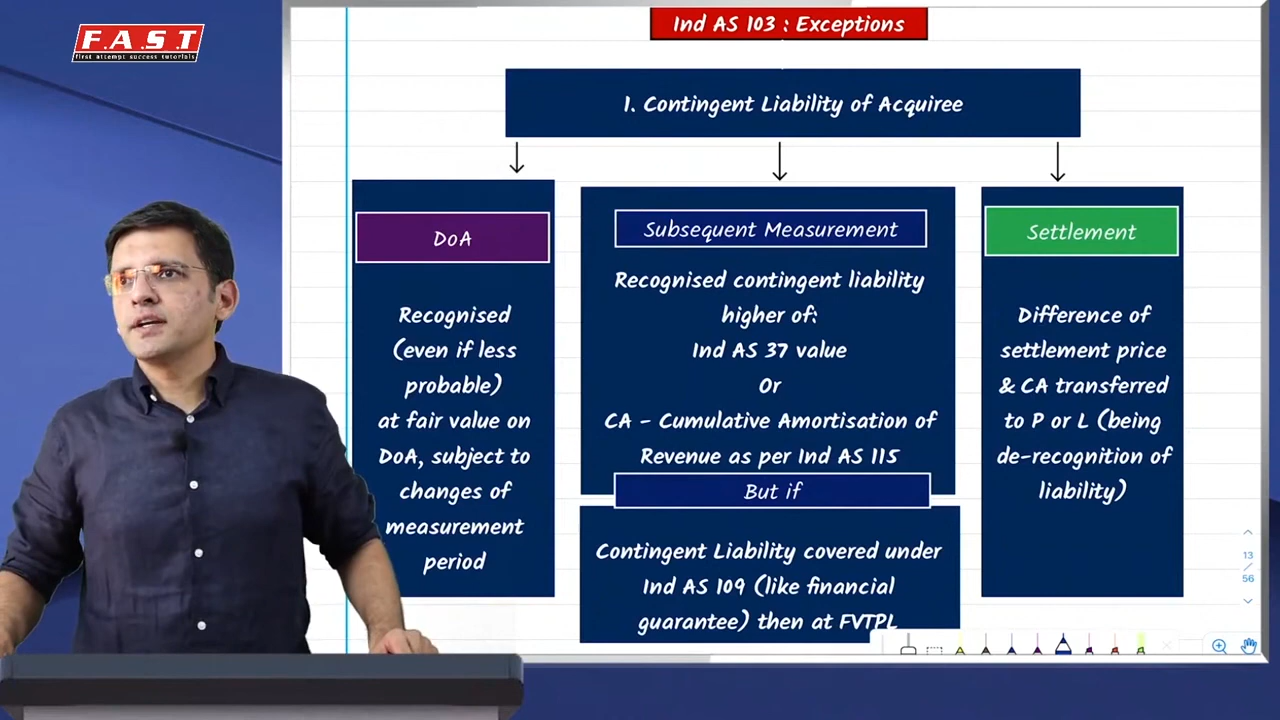 F.A.S.T
first attempt success tutorials
Ind AS 103 : Exceptions
1. Contingent Liability of Acquiree
DoA
Recognised
(even if less
probable)
at fair value on
DoA, subject to
changes of
measurement
period
Subsequent Measurement
Recognised contingent liability
higher of:
Ind AS 37 value
Or
CA - Cumulative Amortisation of
Revenue as per Ind AS 115
But if
Contingent Liability covered under
Ind AS 109 (like financial
guarantee) then at FVTPL
Settlement
Difference of
settlement price
& CA transferred
to P or L (being
de-recognition of
liability)
13
/
56